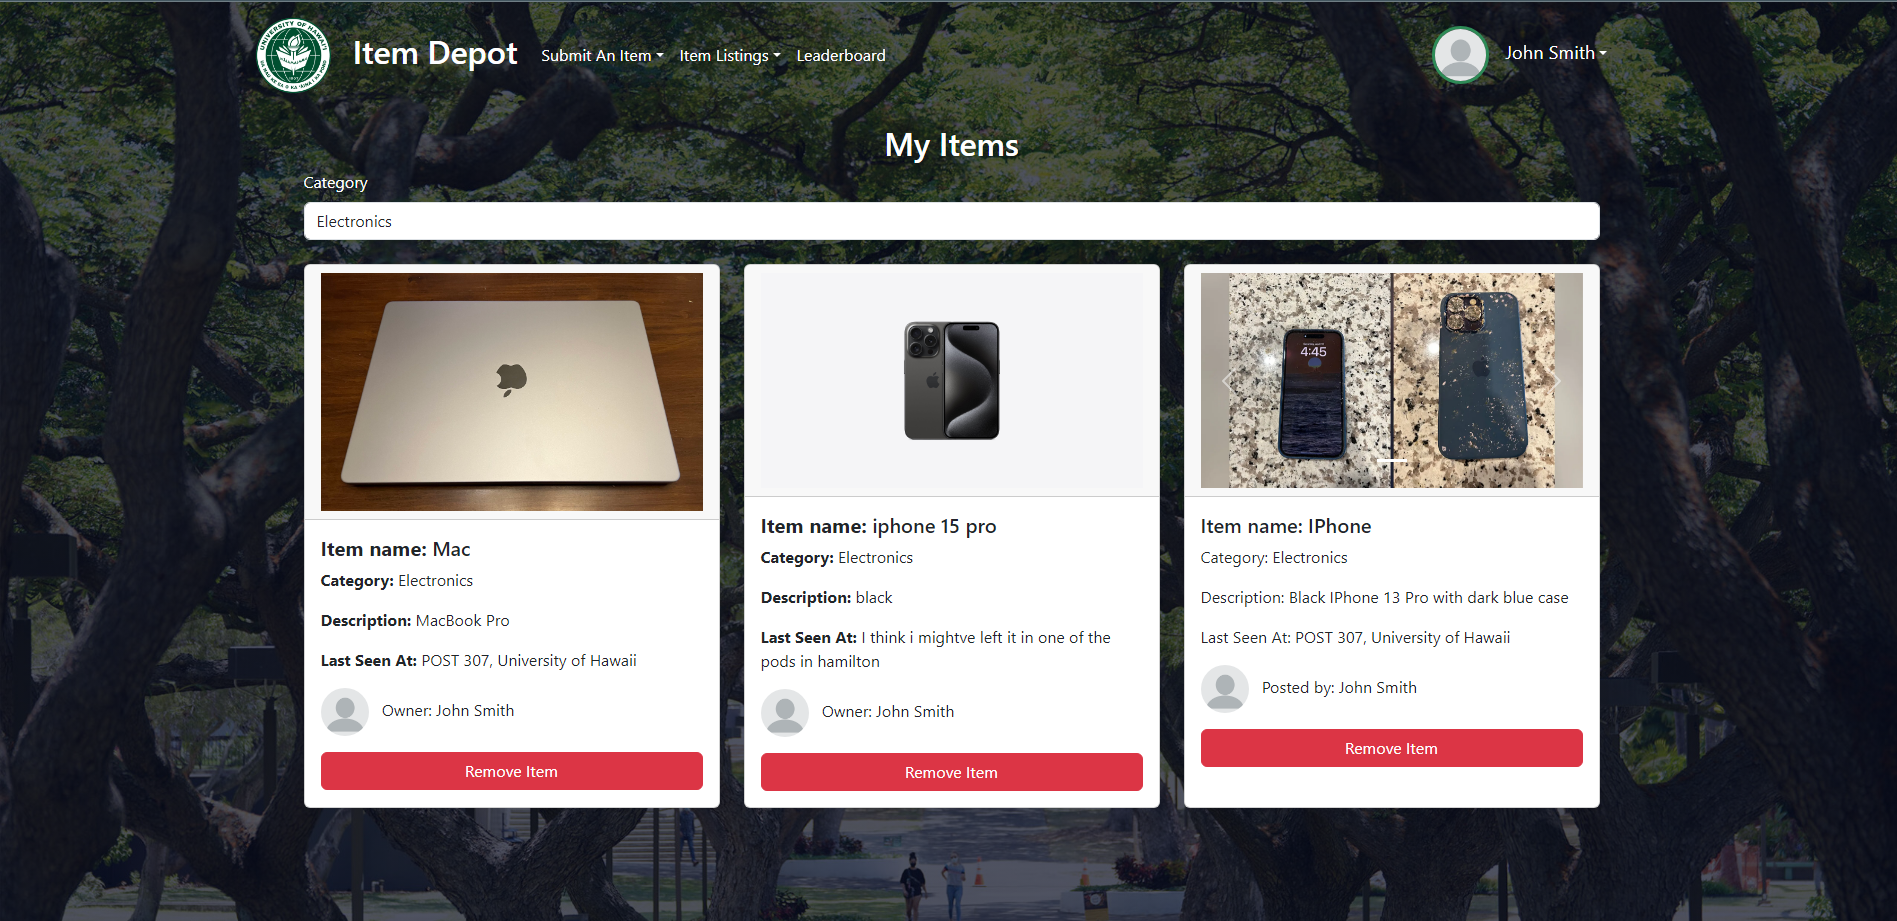 UNIVERSITY OF HAWAI'I
Item Depot
Submit An Item
Item Listings
Leaderboard
John Smith
My Items
Category
Electronics
Item name: Mac
Category: Electronics
Description: MacBook Pro
Last Seen At: POST 307, University of Hawaii
Owner: John Smith
Remove Item
Item name: iphone 15 pro
Category: Electronics
Description: black
Last Seen At: I think i mightve left it in one of the
pods in hamilton
Owner: John Smith
Remove Item
4:45
Item name: IPhone
Category: Electronics
Description: Black IPhone 13 Pro with dark blue case
Last Seen At: POST 307, University of Hawaii
Posted by: John Smith
Remove Item